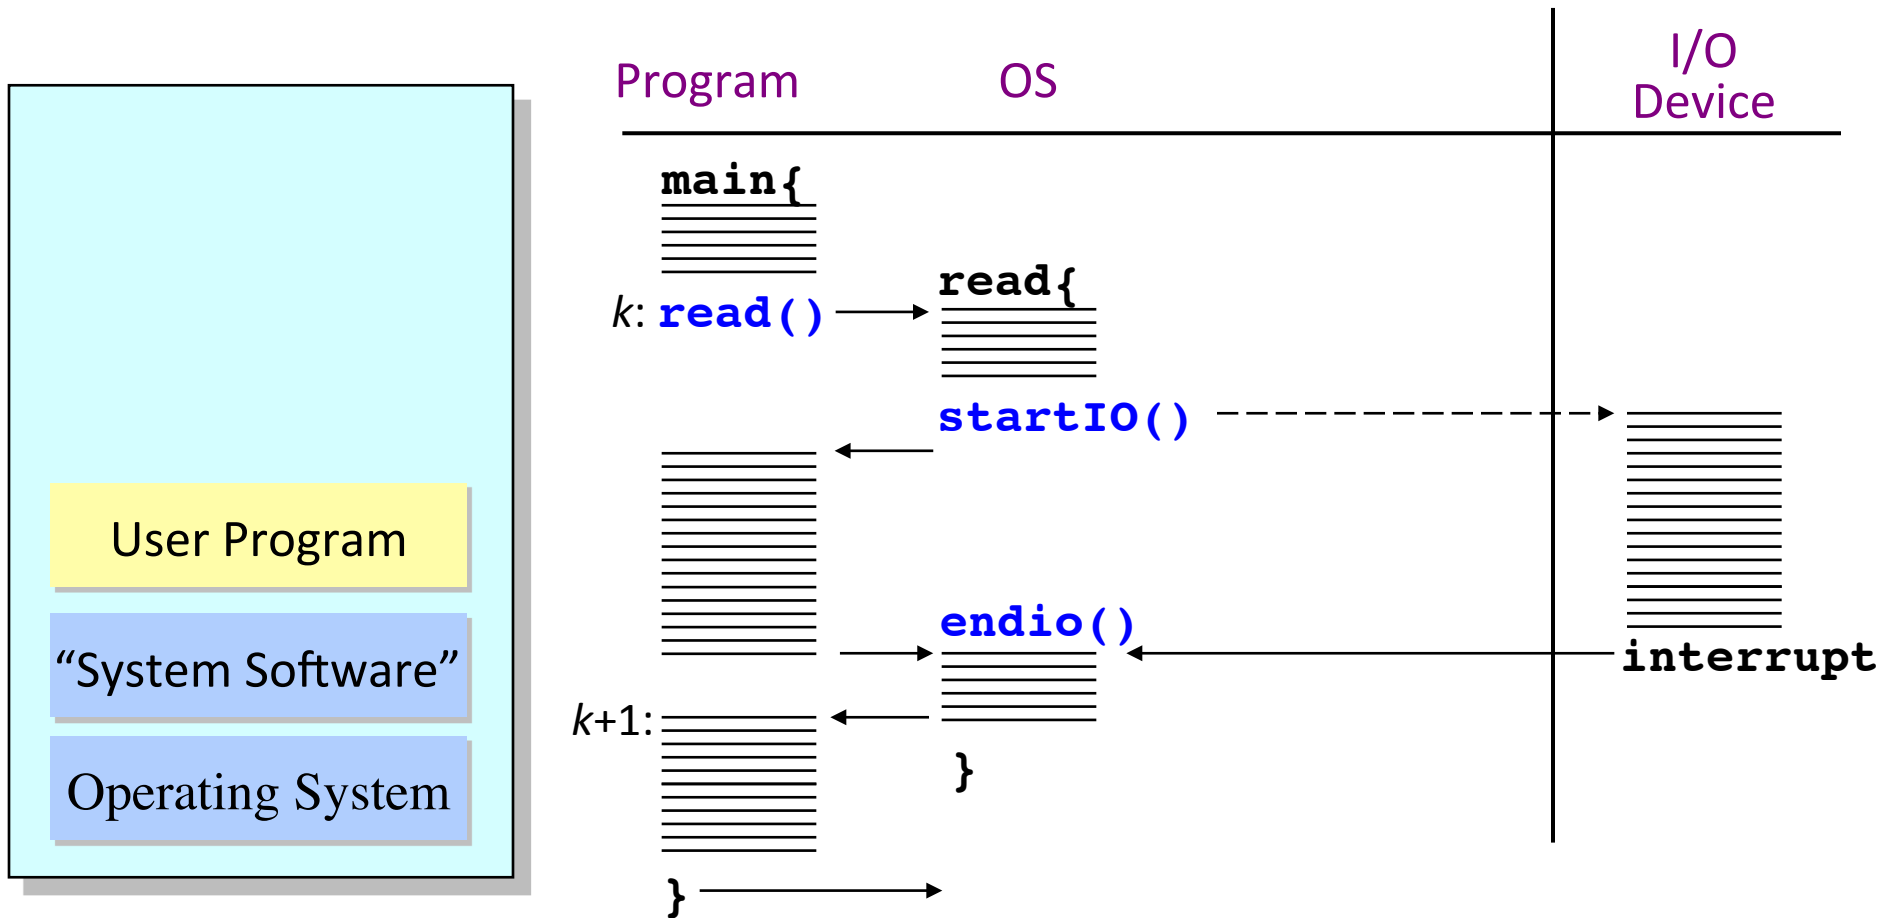 User Program
“System Software”
Operating System
Program OS I/O
Device
main{
read{
k: read()
startIO()
endio()
interrupt
k+1:
}
}